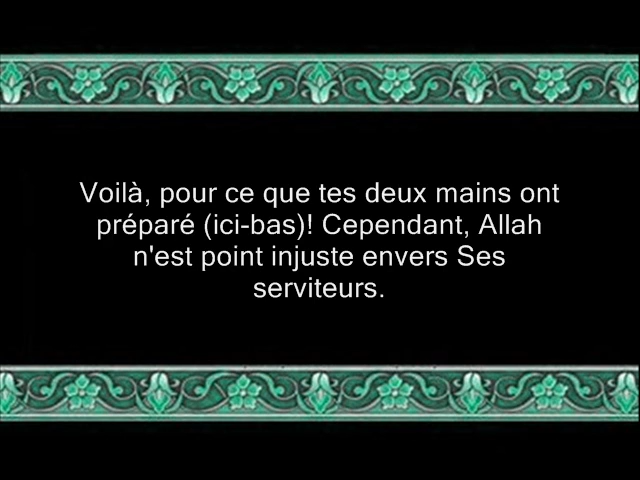 Voilà, pour ce que tes deux mains ont
préparé (ici-bas)! Cependant, Allah
n'est point injuste envers Ses
serviteurs.